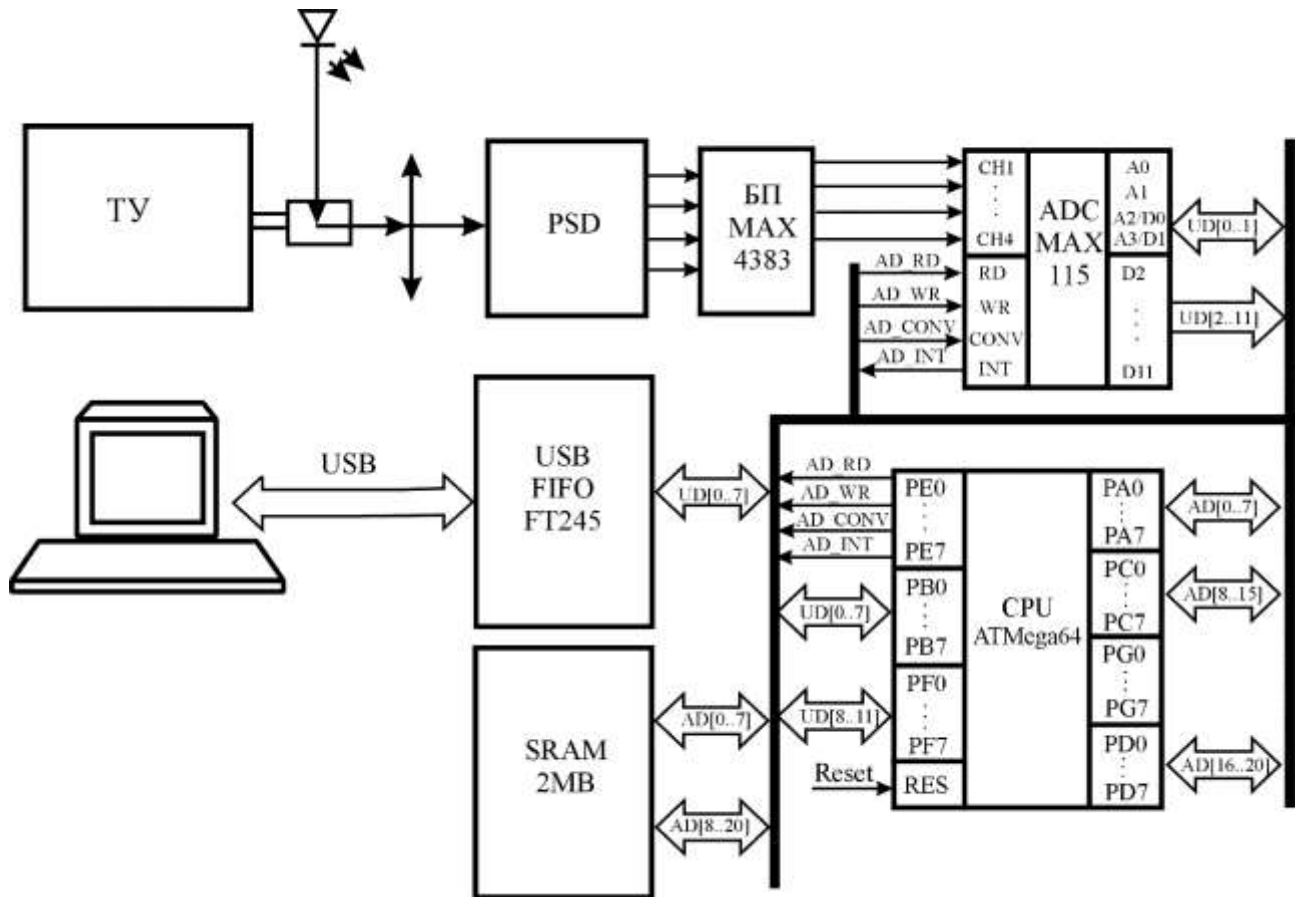 ТУ
PSD
БП
MAX
4383
CH1
CH4
RD
WR
CONV
INT
ADC
MAX
115
A0
A1
A2/D0
A3/D1
D2
D11
UD[0..1]
UD[2..11]
AD_RD
AD_WR
AD_CONV
AD_INT
USB
USB
FIFO
FT245
UD[0..7]
SRAM
2MB
AD[0..7]
AD[8..20]
AD_RD
AD_WR
AD_CONV
AD_INT
UD[0..7]
UD[8..11]
Reset
PE0
PE7
PB0
PB7
PF0
PF7
RES
CPU
ATMega64
PA0
PA7
PC0
PC7
PG0
PG7
PD0
PD7
AD[0..7]
AD[8..15]
AD[16..20]